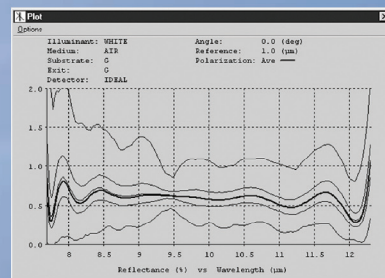 Plot
Options
Illuminant: WHITE Angle: 0.0 (deg)
Medium: AIR Reference: 1.0 (µm)
Substrate: G Polarization: Ave
Exit: G
Detector: IDEAL
2.0
1.5
1.0
0.5
0.0
8 8.5 9 9.5 10 10.5 11 11.5 12
Reflectance (%) vs Wavelength (µm)